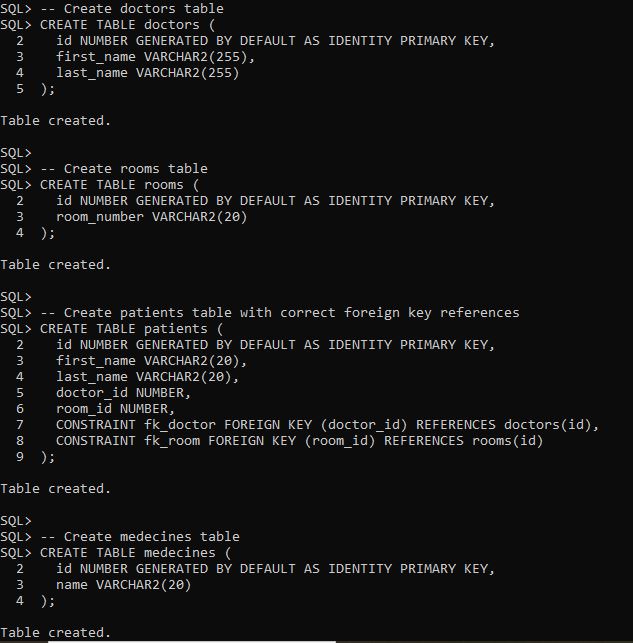 SQL> -- Create doctors table
SQL> CREATE TABLE doctors (
  2    id NUMBER GENERATED BY DEFAULT AS IDENTITY PRIMARY KEY,
  3    first_name VARCHAR2(255),
  4    last_name VARCHAR2(255)
  5  );
Table created.
SQL>
SQL> -- Create rooms table
SQL> CREATE TABLE rooms (
  2    id NUMBER GENERATED BY DEFAULT AS IDENTITY PRIMARY KEY,
  3    room_number VARCHAR2(20)
  4  );
Table created.
SQL>
SQL> -- Create patients table with correct foreign key references
SQL> CREATE TABLE patients (
  2    id NUMBER GENERATED BY DEFAULT AS IDENTITY PRIMARY KEY,
  3    first_name VARCHAR2(20),
  4    last_name VARCHAR2(20),
  5    doctor_id NUMBER,
  6    room_id NUMBER,
  7    CONSTRAINT fk_doctor FOREIGN KEY (doctor_id) REFERENCES doctors(id),
  8    CONSTRAINT fk_room FOREIGN KEY (room_id) REFERENCES rooms(id)
  9  );
Table created.
SQL>
SQL> -- Create medecines table
SQL> CREATE TABLE medecines (
  2    id NUMBER GENERATED BY DEFAULT AS IDENTITY PRIMARY KEY,
  3    name VARCHAR2(20)
  4  );
Table created.